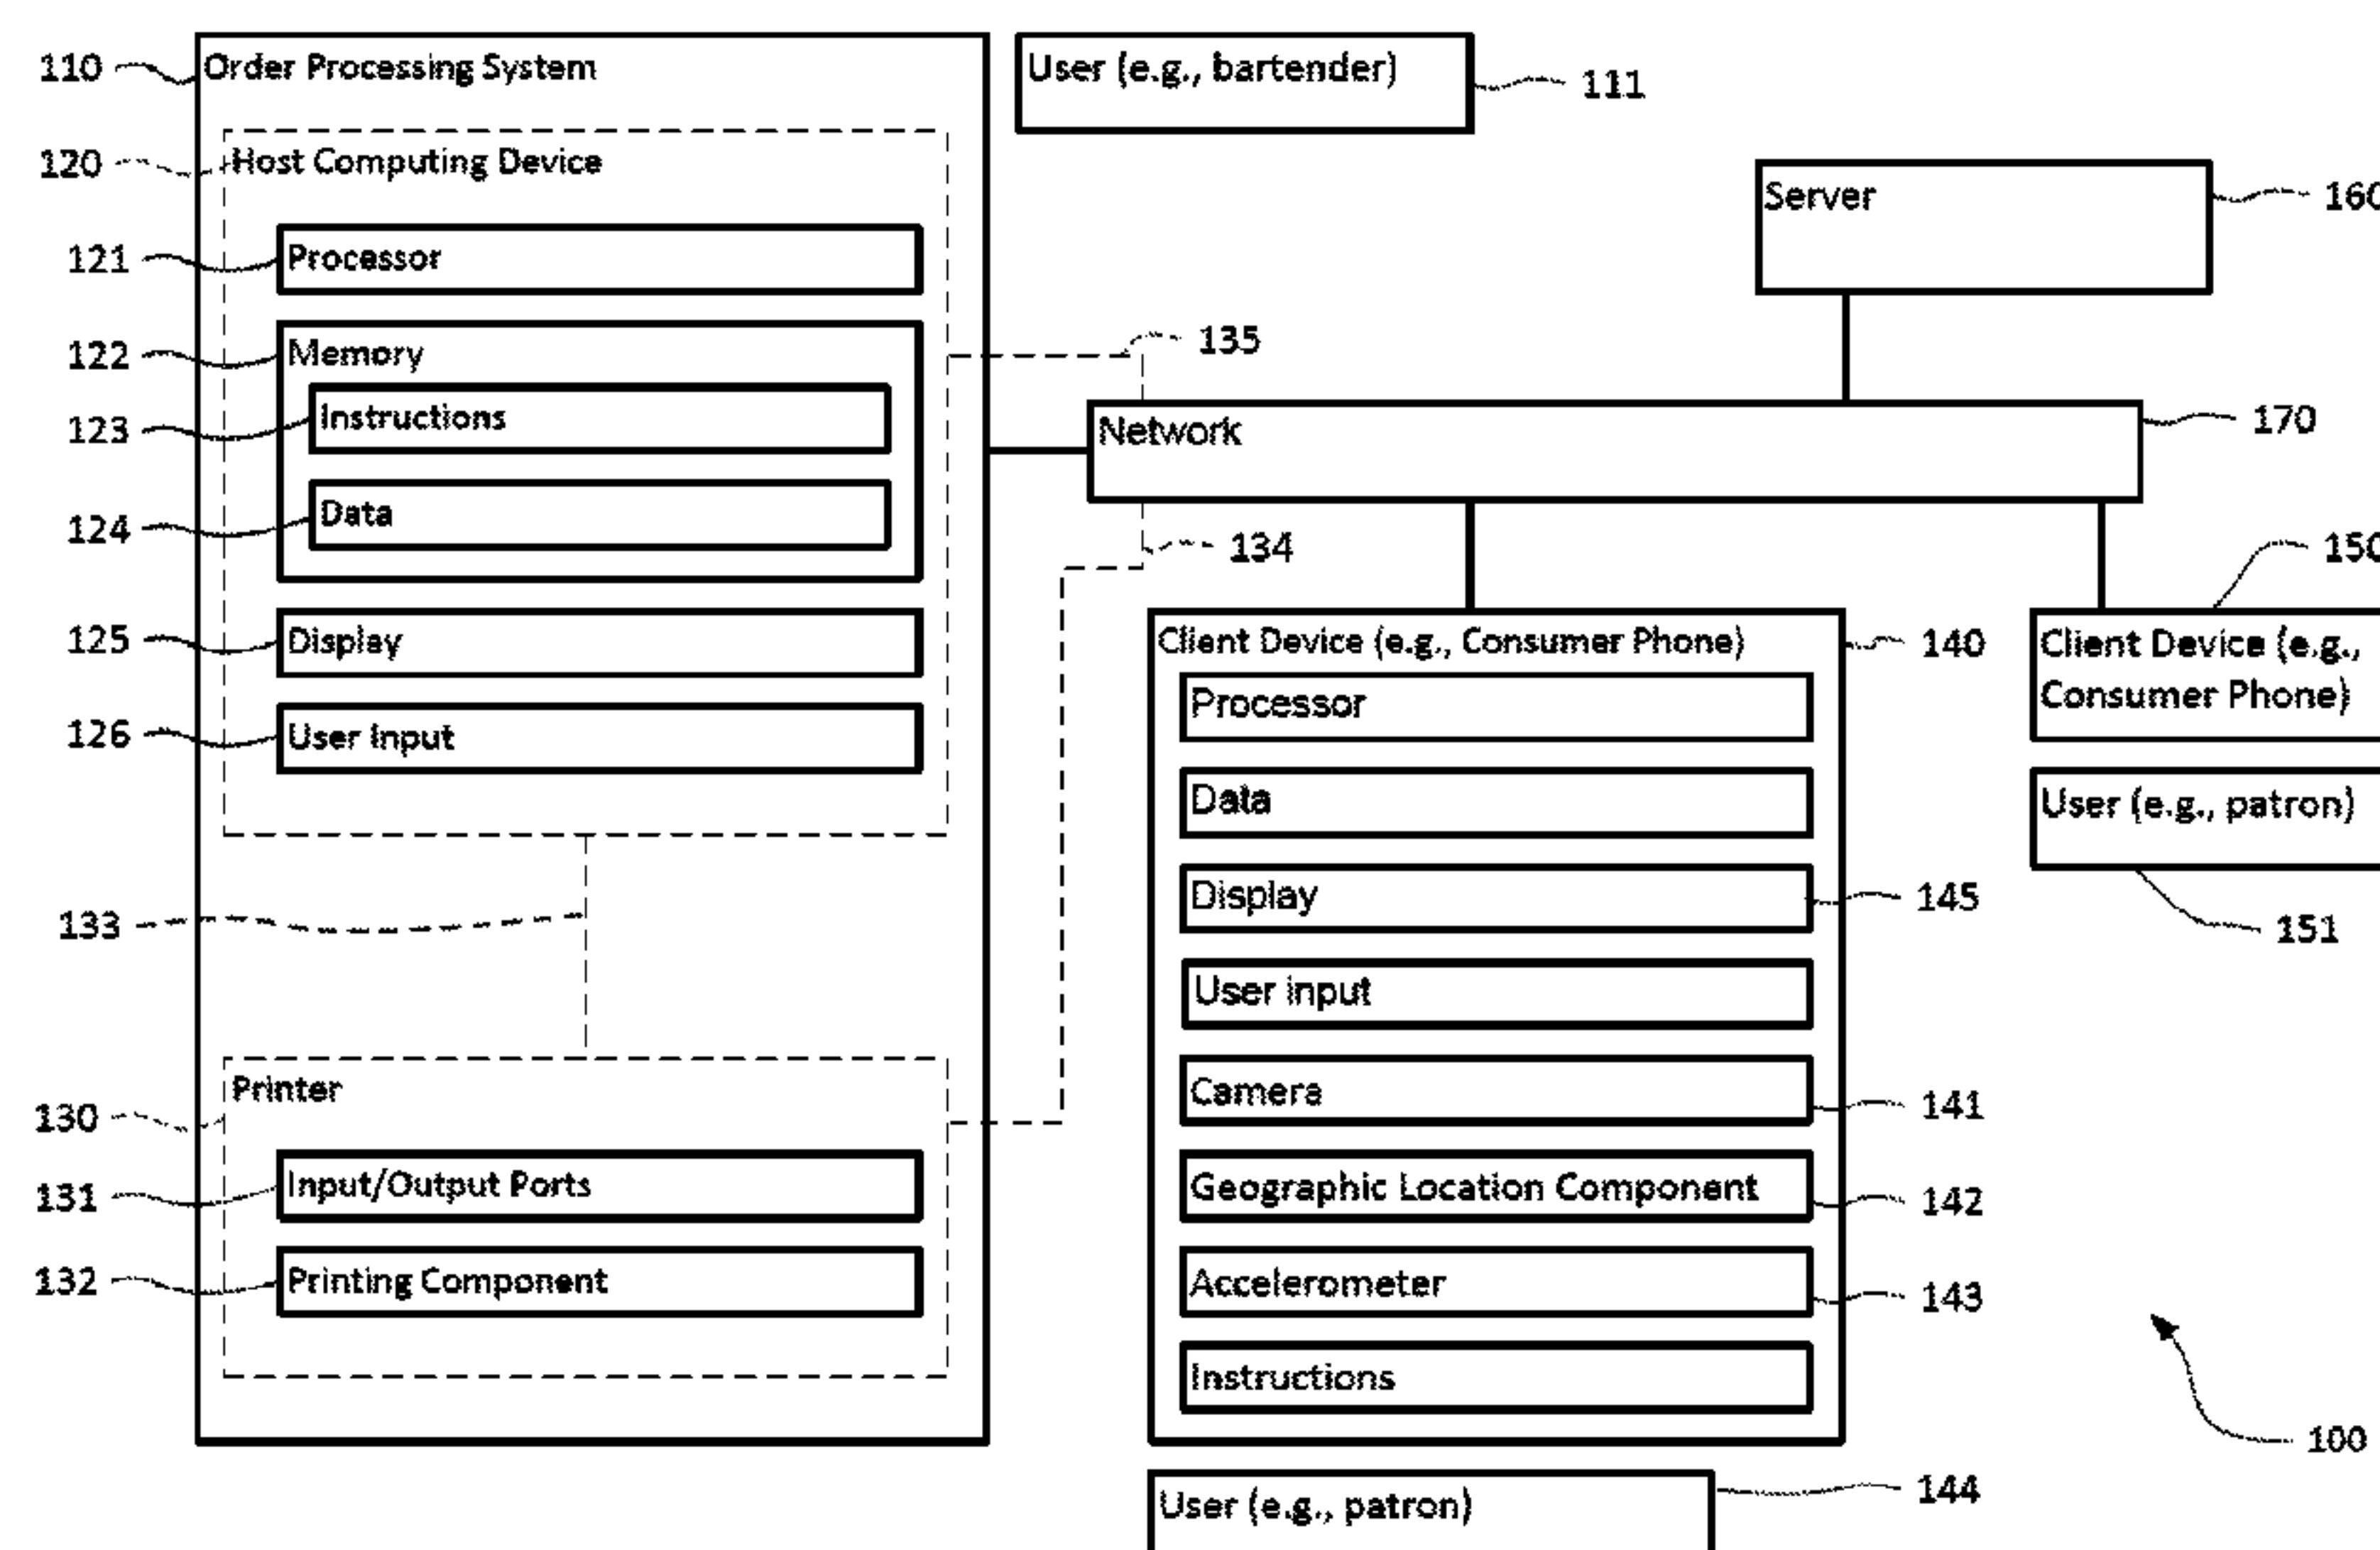 110
Order Processing System
User (e.g., bartender)
111
120
Host Computing Device
Server
160
121
Processor
122
Memory
135
123
Instructions
Network
170
124
Data
134
150
125
Display
Client Device (e.g., Consumer Phone)
140
Client Device (e.g.,
Consumer Phone)
126
User Input
Processor
Data
User (e.g., patron)
133
Display
145
151
User input
130
Printer
Camera
141
131
Input/Output Ports
Geographic Location Component
142
132
Printing Component
Accelerometer
143
Instructions
100
User (e.g., patron)
144